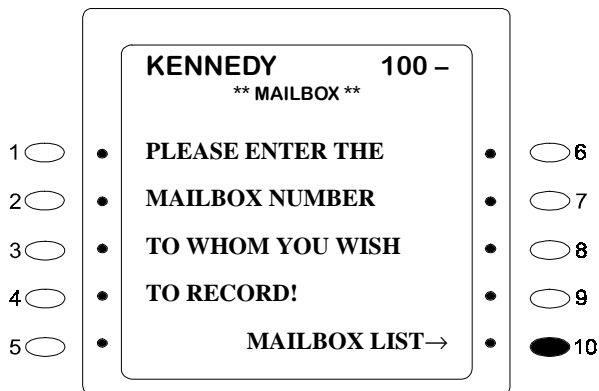 KENNEDY 100 –
** MAILBOX **
1 PLEASE ENTER THE 6
2 MAILBOX NUMBER 7
3 TO WHOM YOU WISH 8
4 TO RECORD! 9
5 MAILBOX LIST→ 10